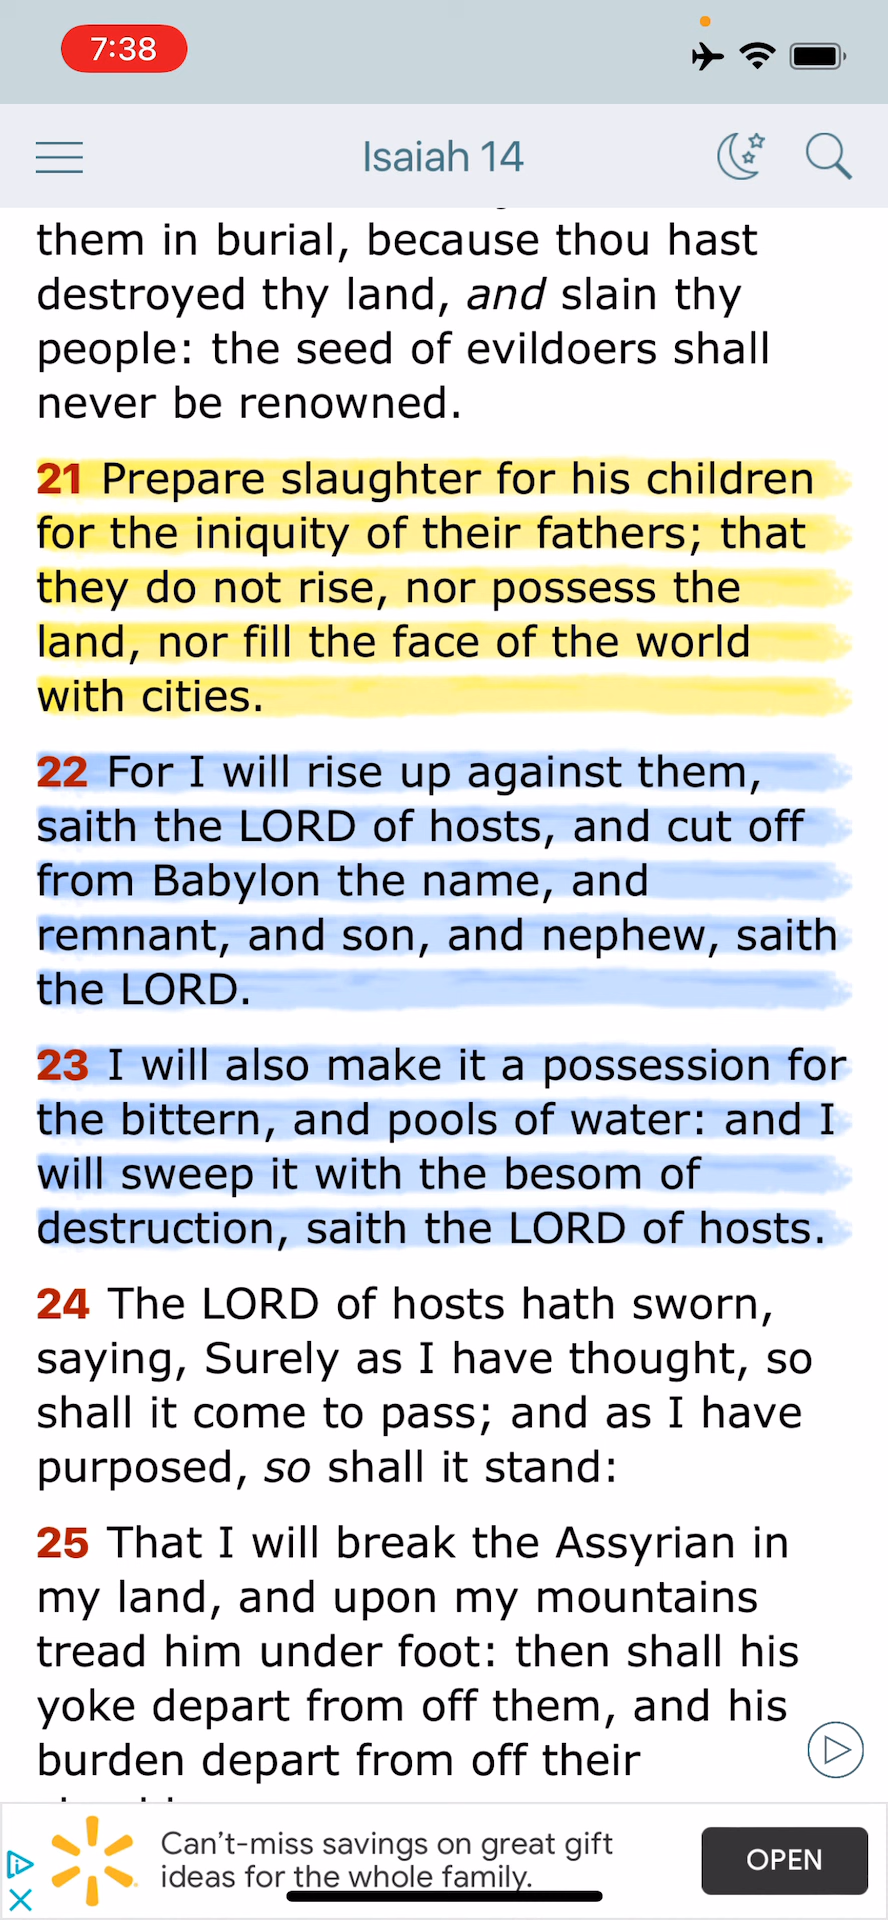 7:38
Isaiah 14
them in burial, because thou hast
destroyed thy land, and slain thy
people: the seed of evildoers shall
never be renowned.
21 Prepare slaughter for his children
for the iniquity of their fathers; that
they do not rise, nor possess the
land, nor fill the face of the world
with cities.
22 For I will rise up against them,
saith the LORD of hosts, and cut off
from Babylon the name, and
remnant, and son, and nephew, saith
the LORD.
23 I will also make it a possession for
the bittern, and pools of water: and I
will sweep it with the besom of
destruction, saith the LORD of hosts.
24 The LORD of hosts hath sworn,
saying, Surely as I have thought, so
shall it come to pass; and as I have
purposed, so shall it stand:
25 That I will break the Assyrian in
my land, and upon my mountains
tread him under foot: then shall his
yoke depart from off them, and his
burden depart from off their
Can't-miss savings on great gift
ideas for the whole family.
OPEN